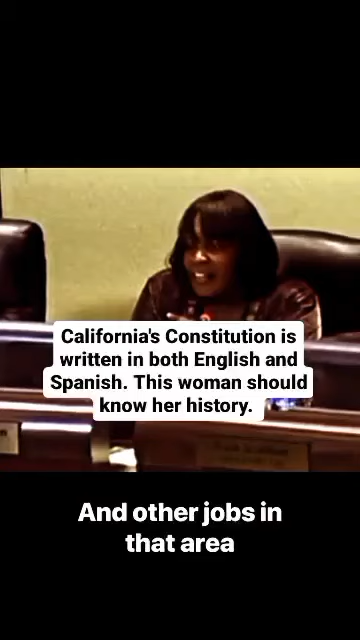 California's Constitution is
written in both English and
Spanish. This woman should
know her history.
And other jobs in
that area